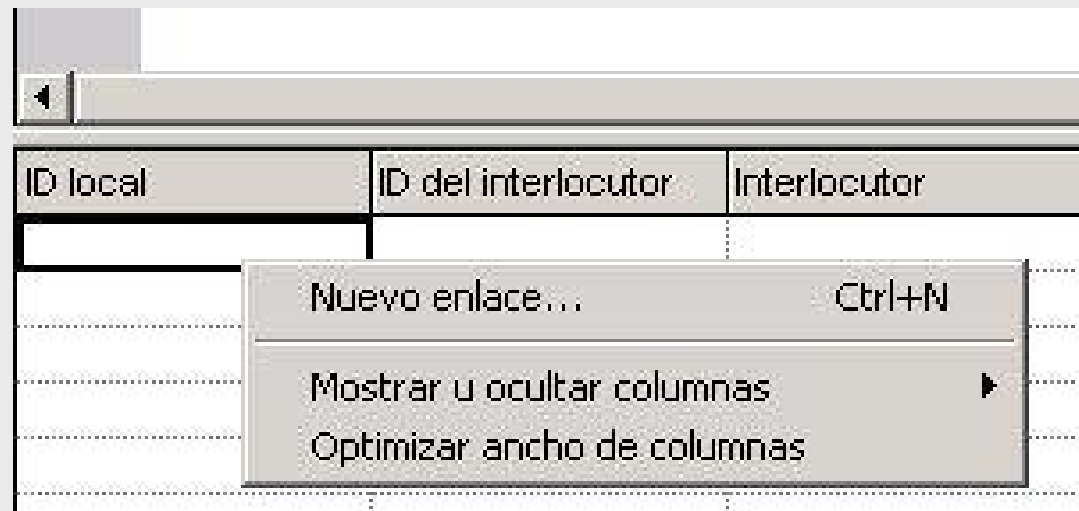 ID local ID del interlocutor Interlocutor
Nuevo enlace... Ctrl+N
Mostrar u ocultar columnas
Optimizar ancho de columnas